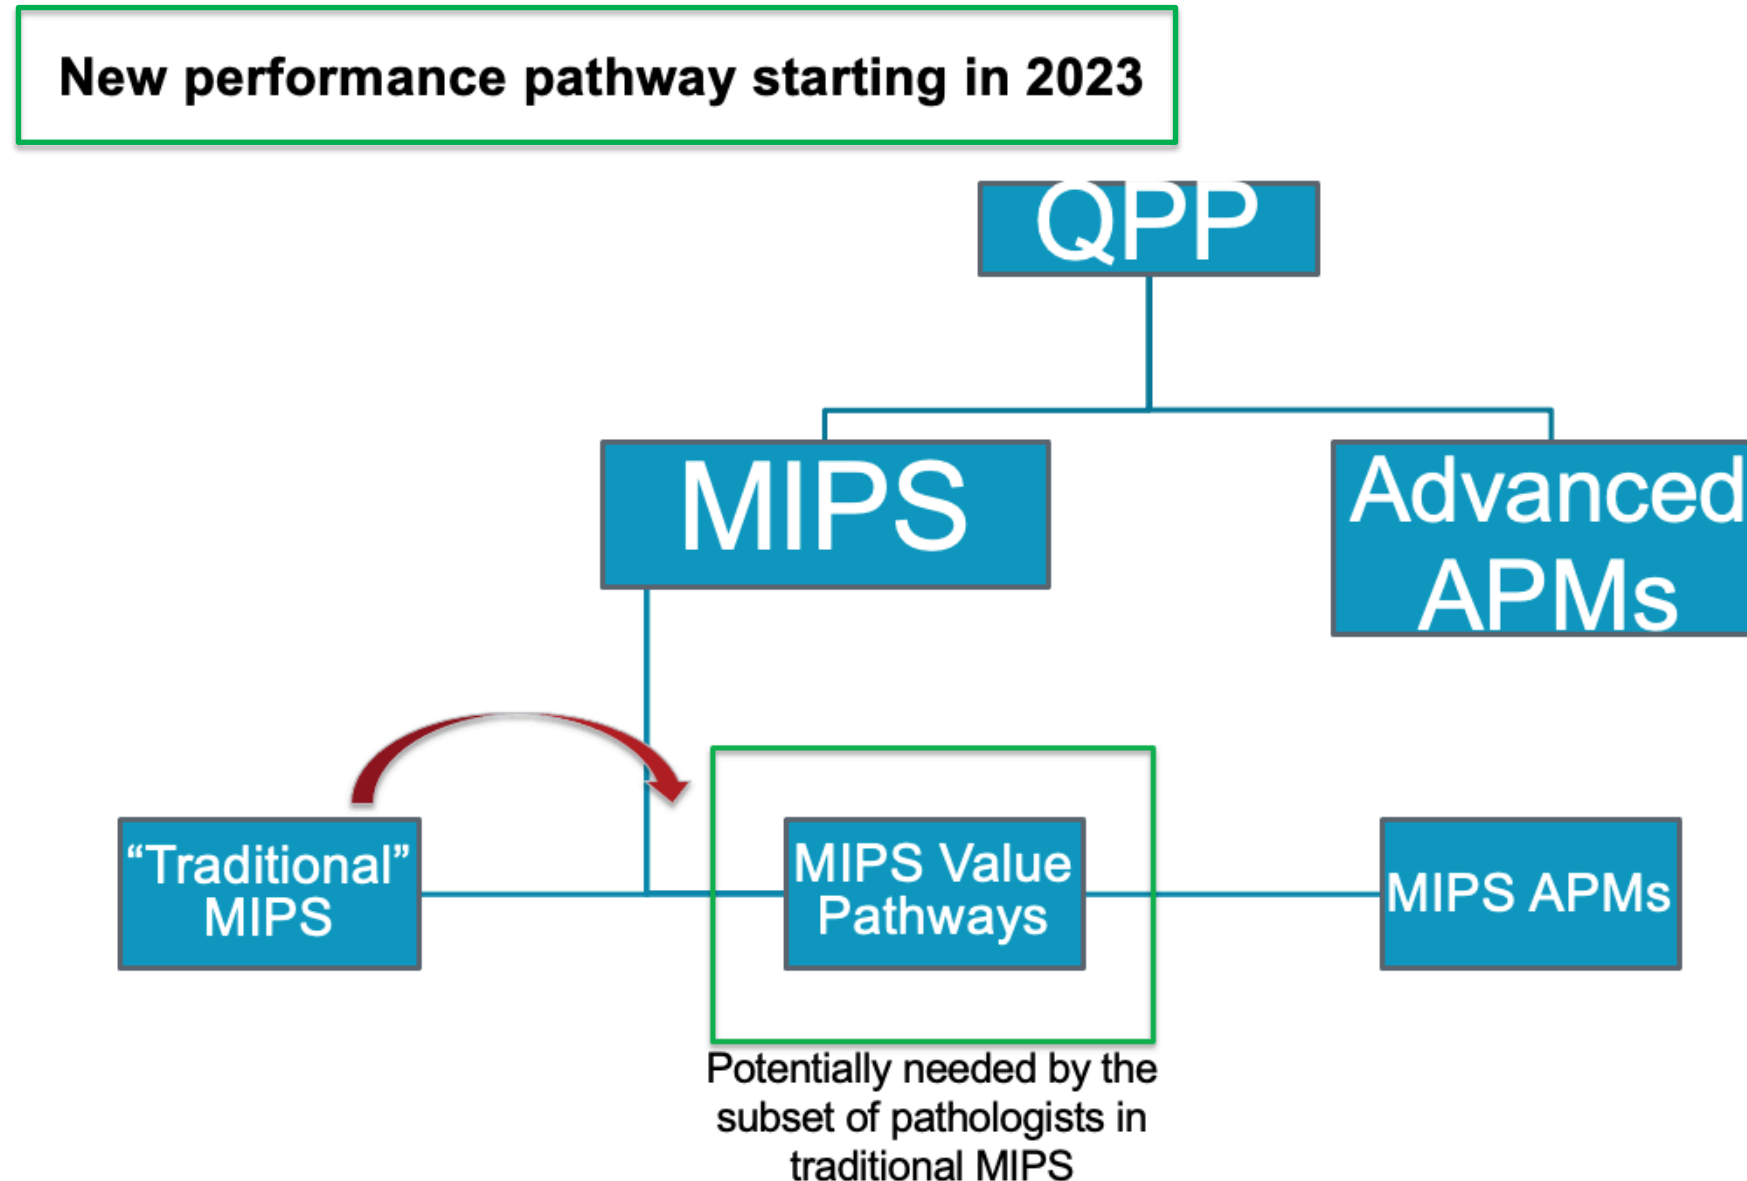 New performance pathway starting in 2023
QPP
MIPS
Advanced
APMs
“Traditional”
MIPS
MIPS Value
Pathways
MIPS APMs
Potentially needed by the
subset of pathologists in
traditional MIPS